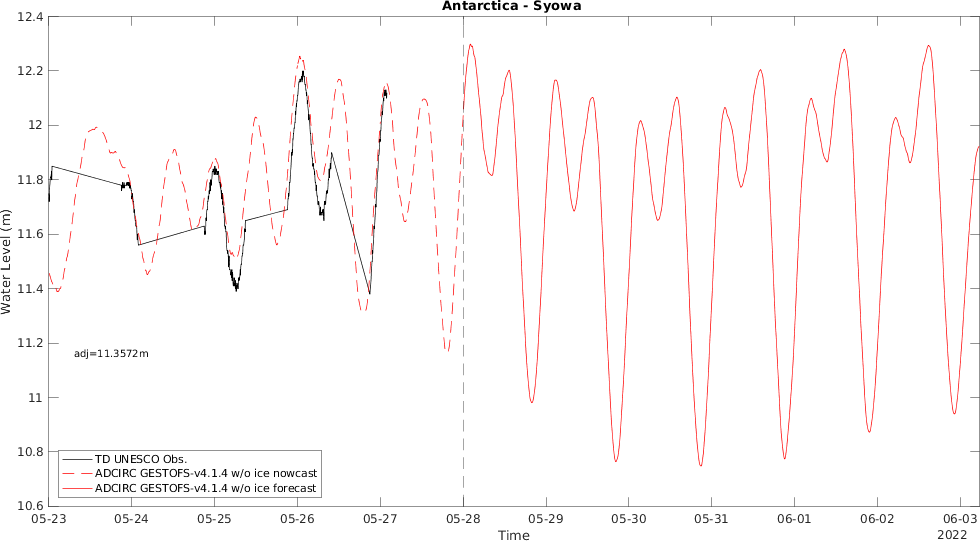 Antarctica - Syowa
Water Level (m)
12.4
12.2
12
11.8
11.6
11.4
11.2
11
10.8
10.6
adj=11.3572m
TD UNESCO Obs.
ADCIRC GESTOFS-v4.1.4 w/o ice nowcast
ADCIRC GESTOFS-v4.1.4 w/o ice forecast
05-23 05-24 05-25 05-26 05-27 05-28 05-29 05-30 05-31 06-01 06-02 06-03
Time
2022